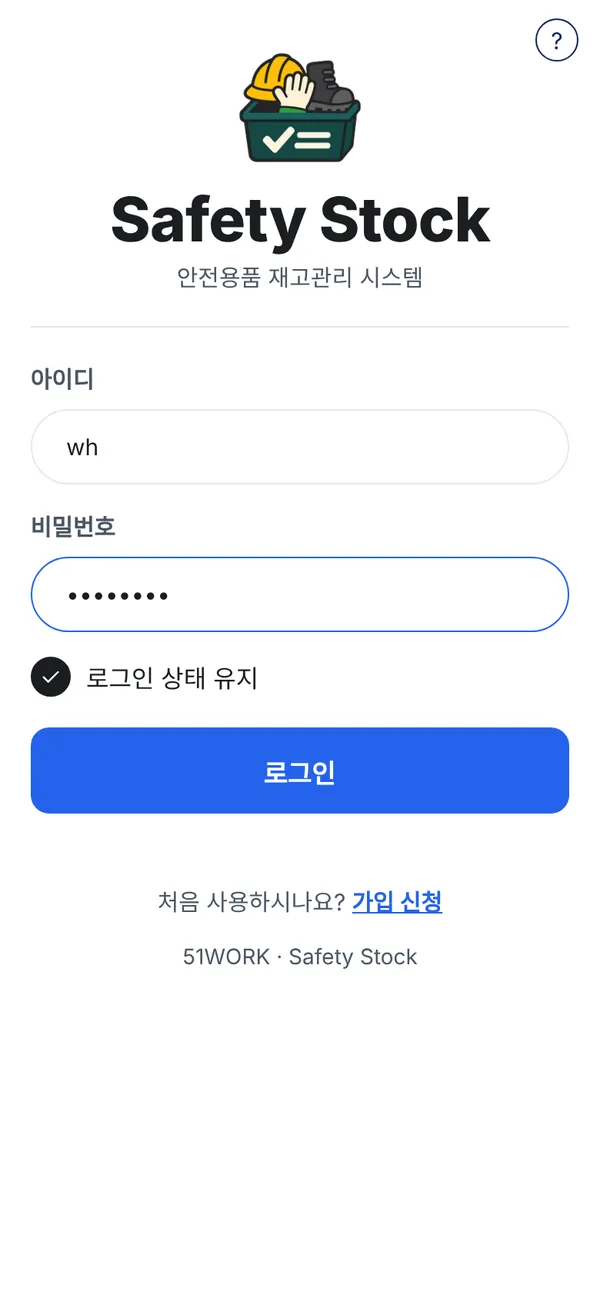 ?
Safety Stock
안전용품 재고관리 시스템
아이디
wh
비밀번호
••••••••
로그인 상태 유지
로그인
처음 사용하시나요? 가입 신청
51WORK · Safety Stock